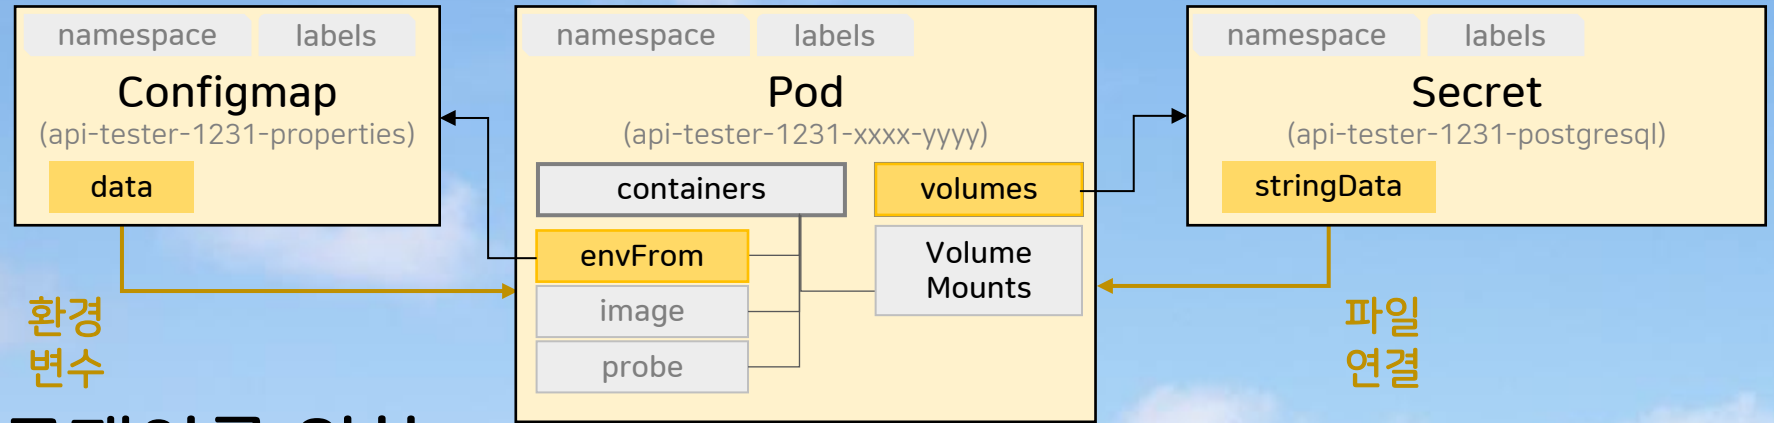 namespace labels
Configmap
(api-tester-1231-properties)
data
환경
변수
namespace labels
Pod
(api-tester-1231-xxxx-yyyy)
containers
volumes
envFrom
image
probe
Volume
Mounts
namespace labels
Secret
(api-tester-1231-postgresql)
stringData
파일
연결